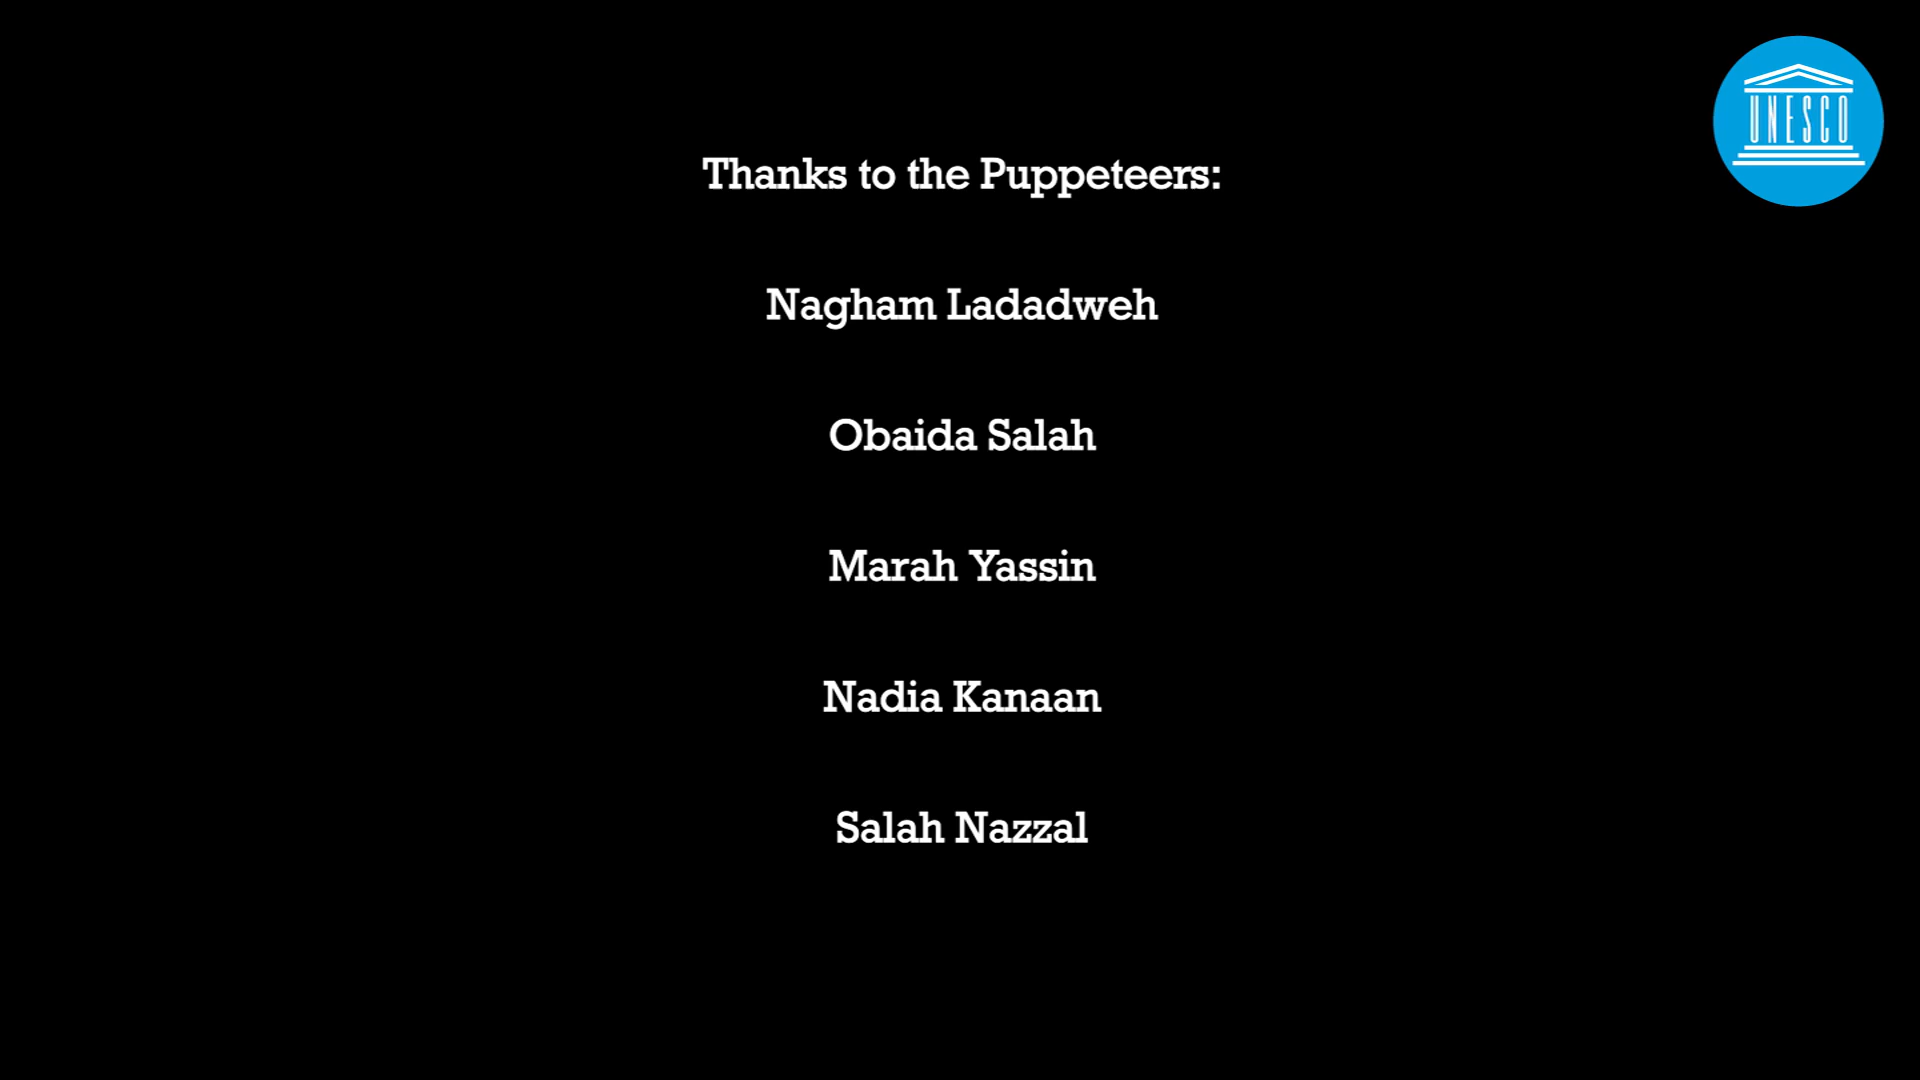 UNESCO
Thanks to the Puppeteers:
Nagham Ladadweh
Obaida Salah
Marah Yassin
Nadia Kanaan
Salah Nazzal